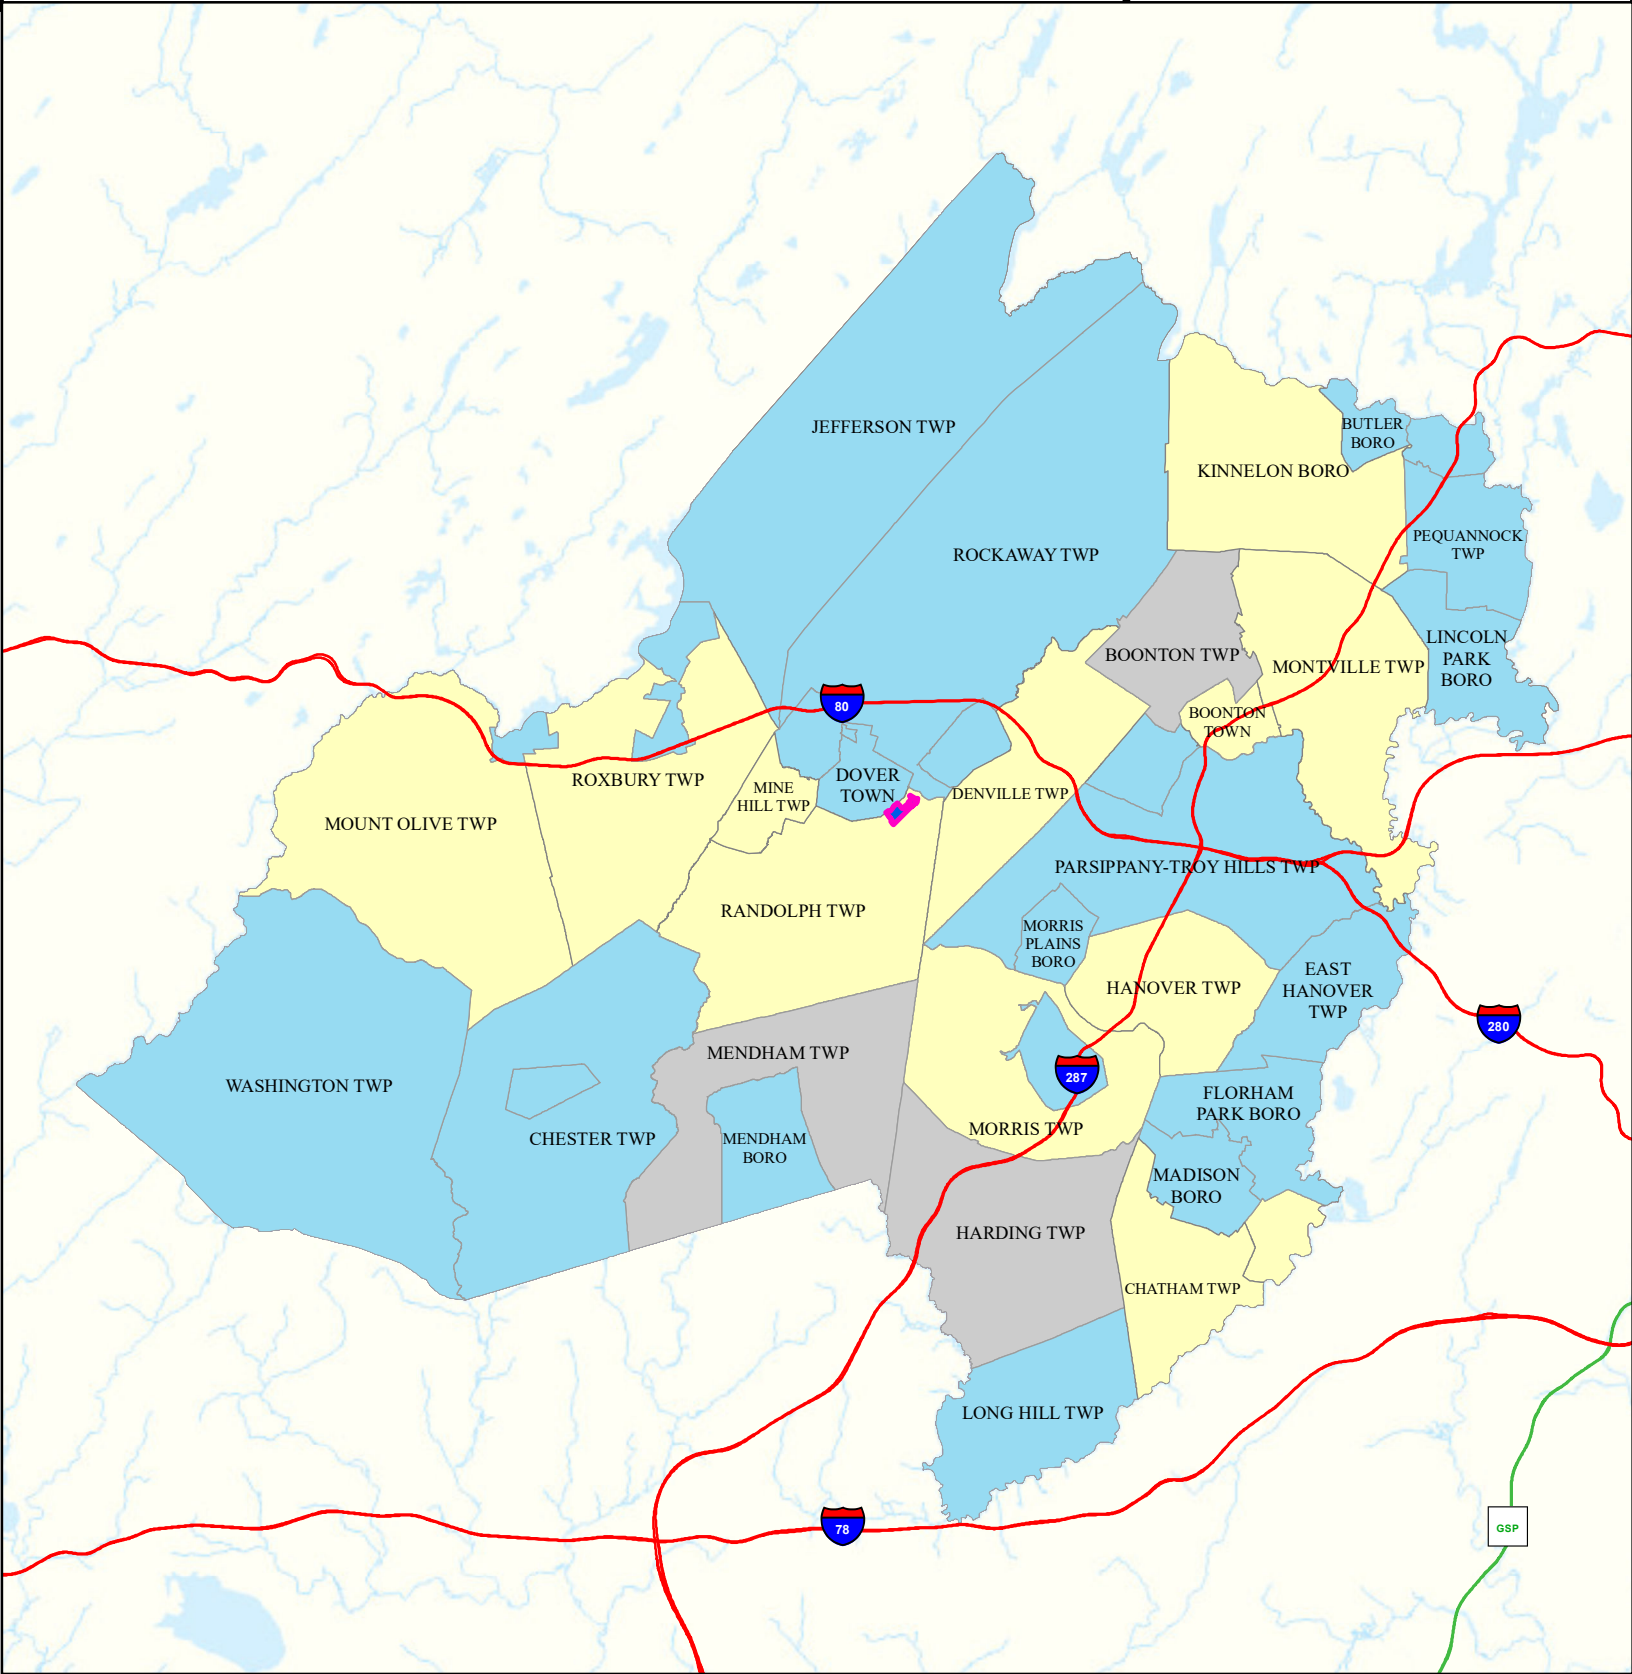 JEFFERSON TWP
BUTLER
BORO
KINNELON BORO
PEQUANNOCK
TWP
ROCKAWAY TWP
LINCOLN
PARK
BORO
BOONTON TWP
MONTVILLE TWP
80
BOONTON
TOWN
ROXBURY TWP
DOVER
TOWN
MINE
HILL TWP
DENVILLE TWP
MOUNT OLIVE TWP
PARSIPPANY-TROY HILLS TWP
RANDOLPH TWP
MORRIS
PLAINS
BORO
EAST
HANOVER
TWP
HANOVER TWP
280
MENDHAM TWP
287
WASHINGTON TWP
FLORHAM
PARK BORO
CHESTER TWP
MENDHAM
BORO
MORRIS TWP
MADISON
BORO
HARDING TWP
CHATHAM TWP
LONG HILL TWP
78
GSP